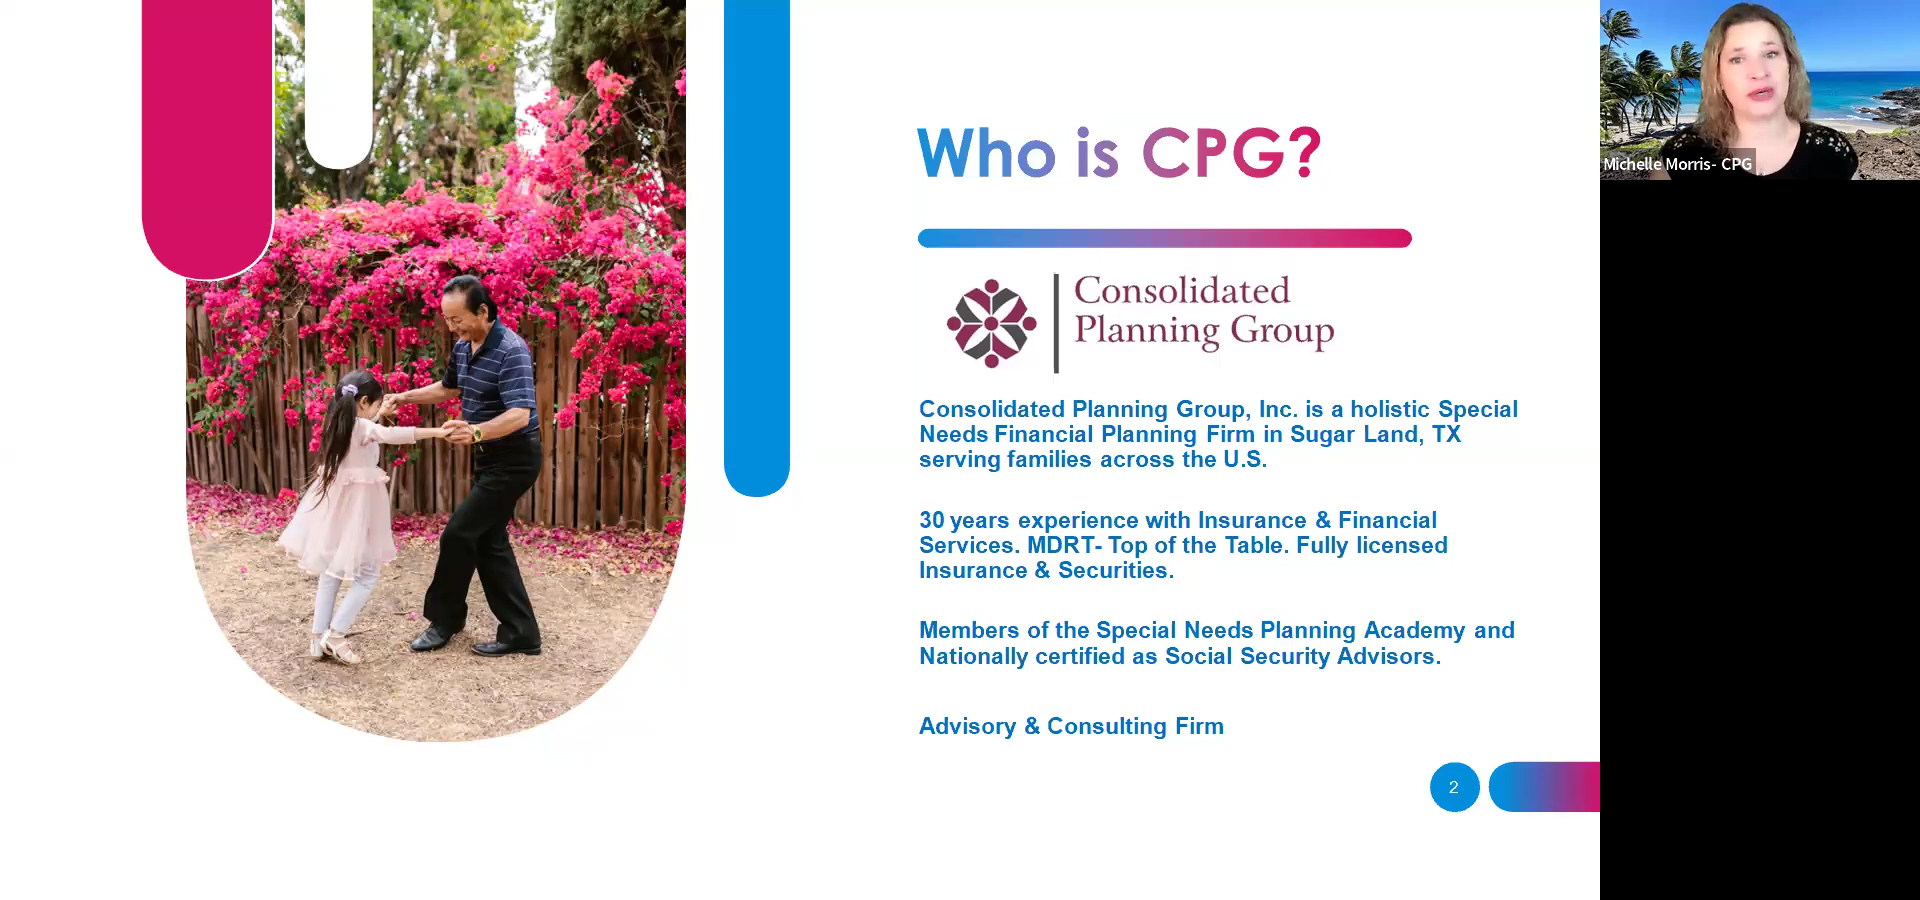 Who is CPG?
Consolidated
Planning Group
Consolidated Planning Group, Inc. is a holistic Special
Needs Financial Planning Firm in Sugar Land, TX
serving families across the U.S.
30 years experience with Insurance & Financial
Services. MDRT- Top of the Table. Fully licensed
Insurance & Securities.
Members of the Special Needs Planning Academy and
Nationally certified as Social Security Advisors.
Advisory & Consulting Firm
2
Michelle Morris- CPG